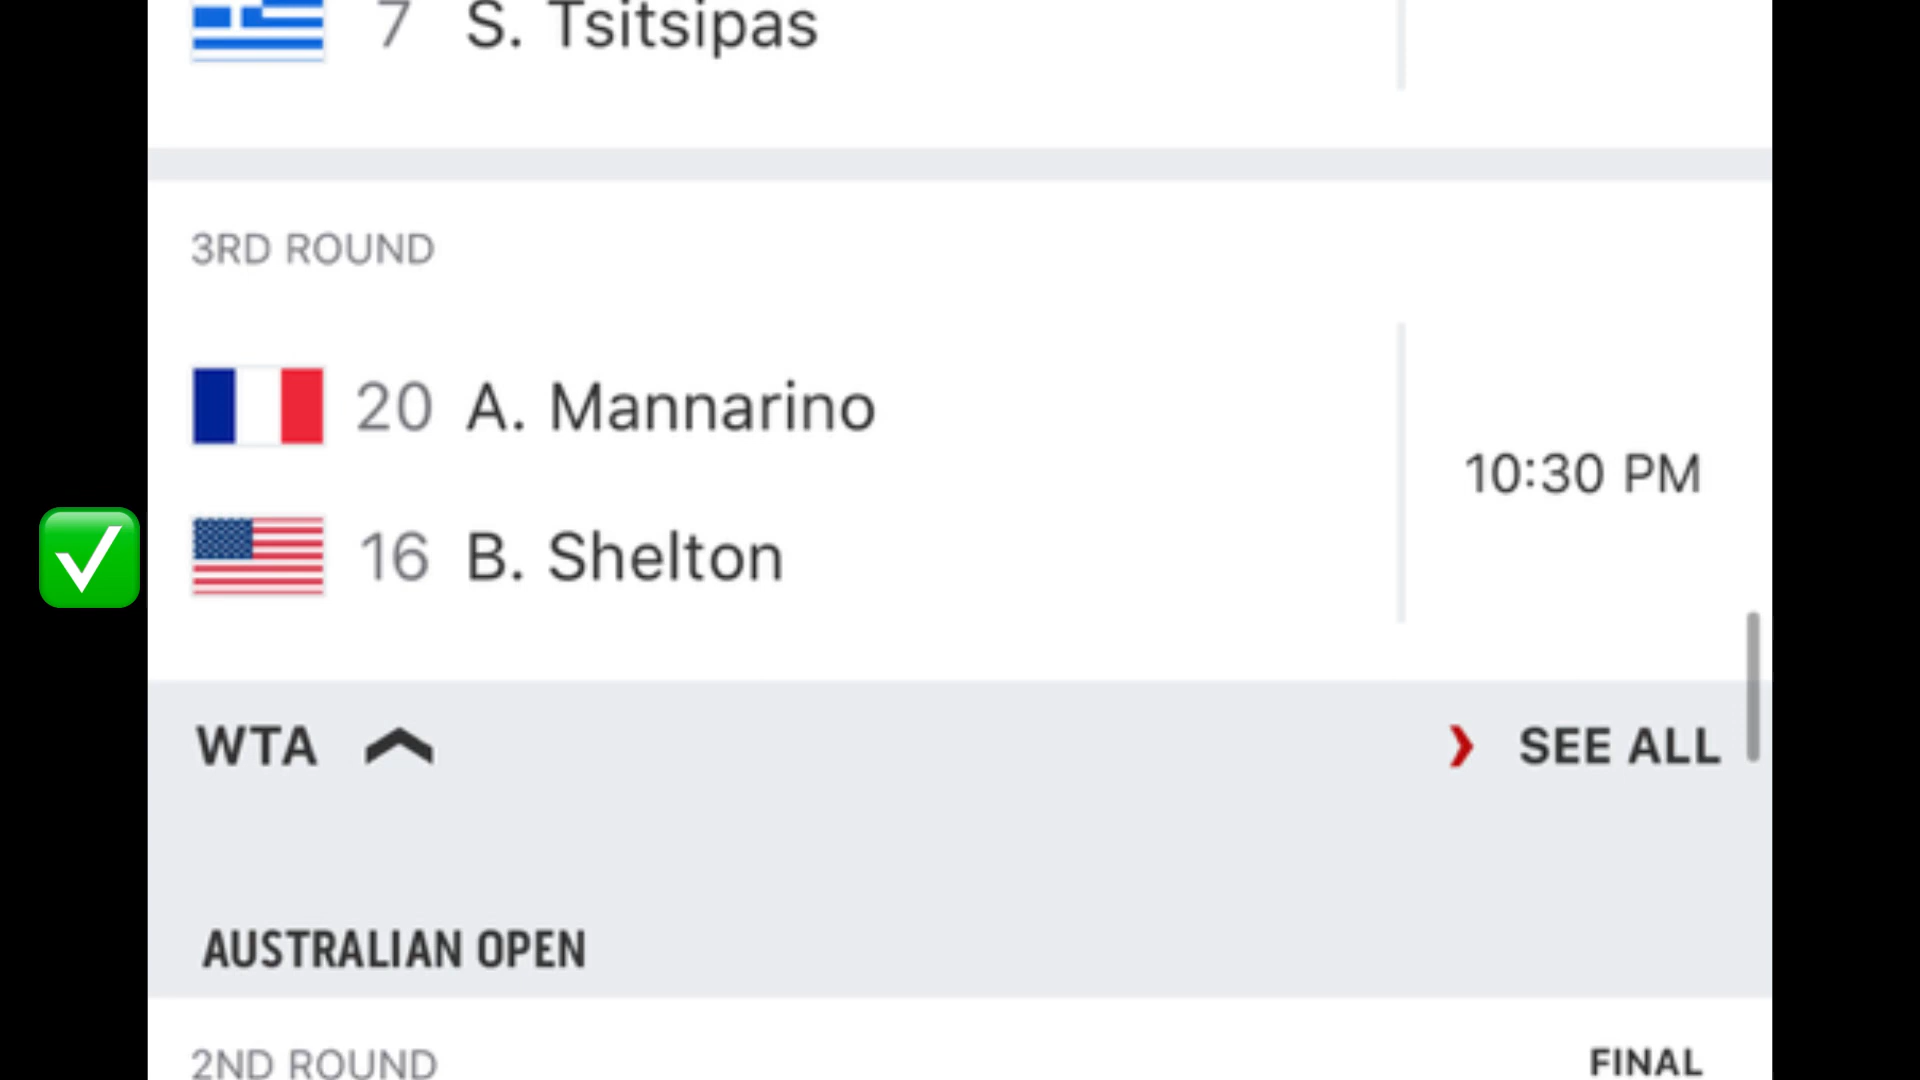 7 S. Tsitsipas
3RD ROUND
20 A. Mannarino
10:30 PM
16 B. Shelton
WTA SEE ALL
AUSTRALIAN OPEN
2ND ROUND FINAL